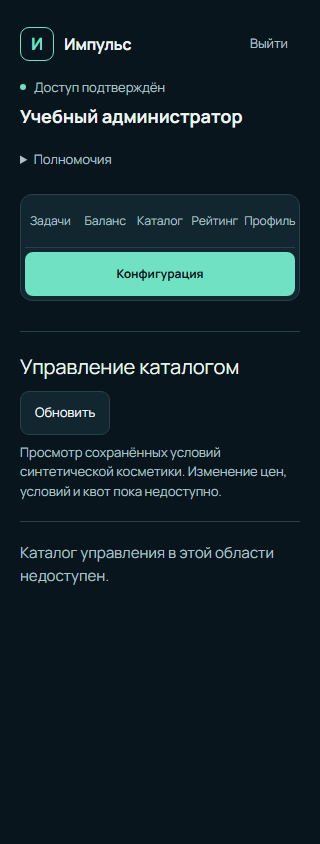 И Импульс Выйти
Доступ подтверждён
Учебный администратор
Полномочия
Задачи Баланс Каталог Рейтинг Профиль
Конфигурация
Управление каталогом
Обновить
Просмотр сохранённых условий
синтетической косметики. Изменение цен,
условий и квот пока недоступно.
Каталог управления в этой области
недоступен.